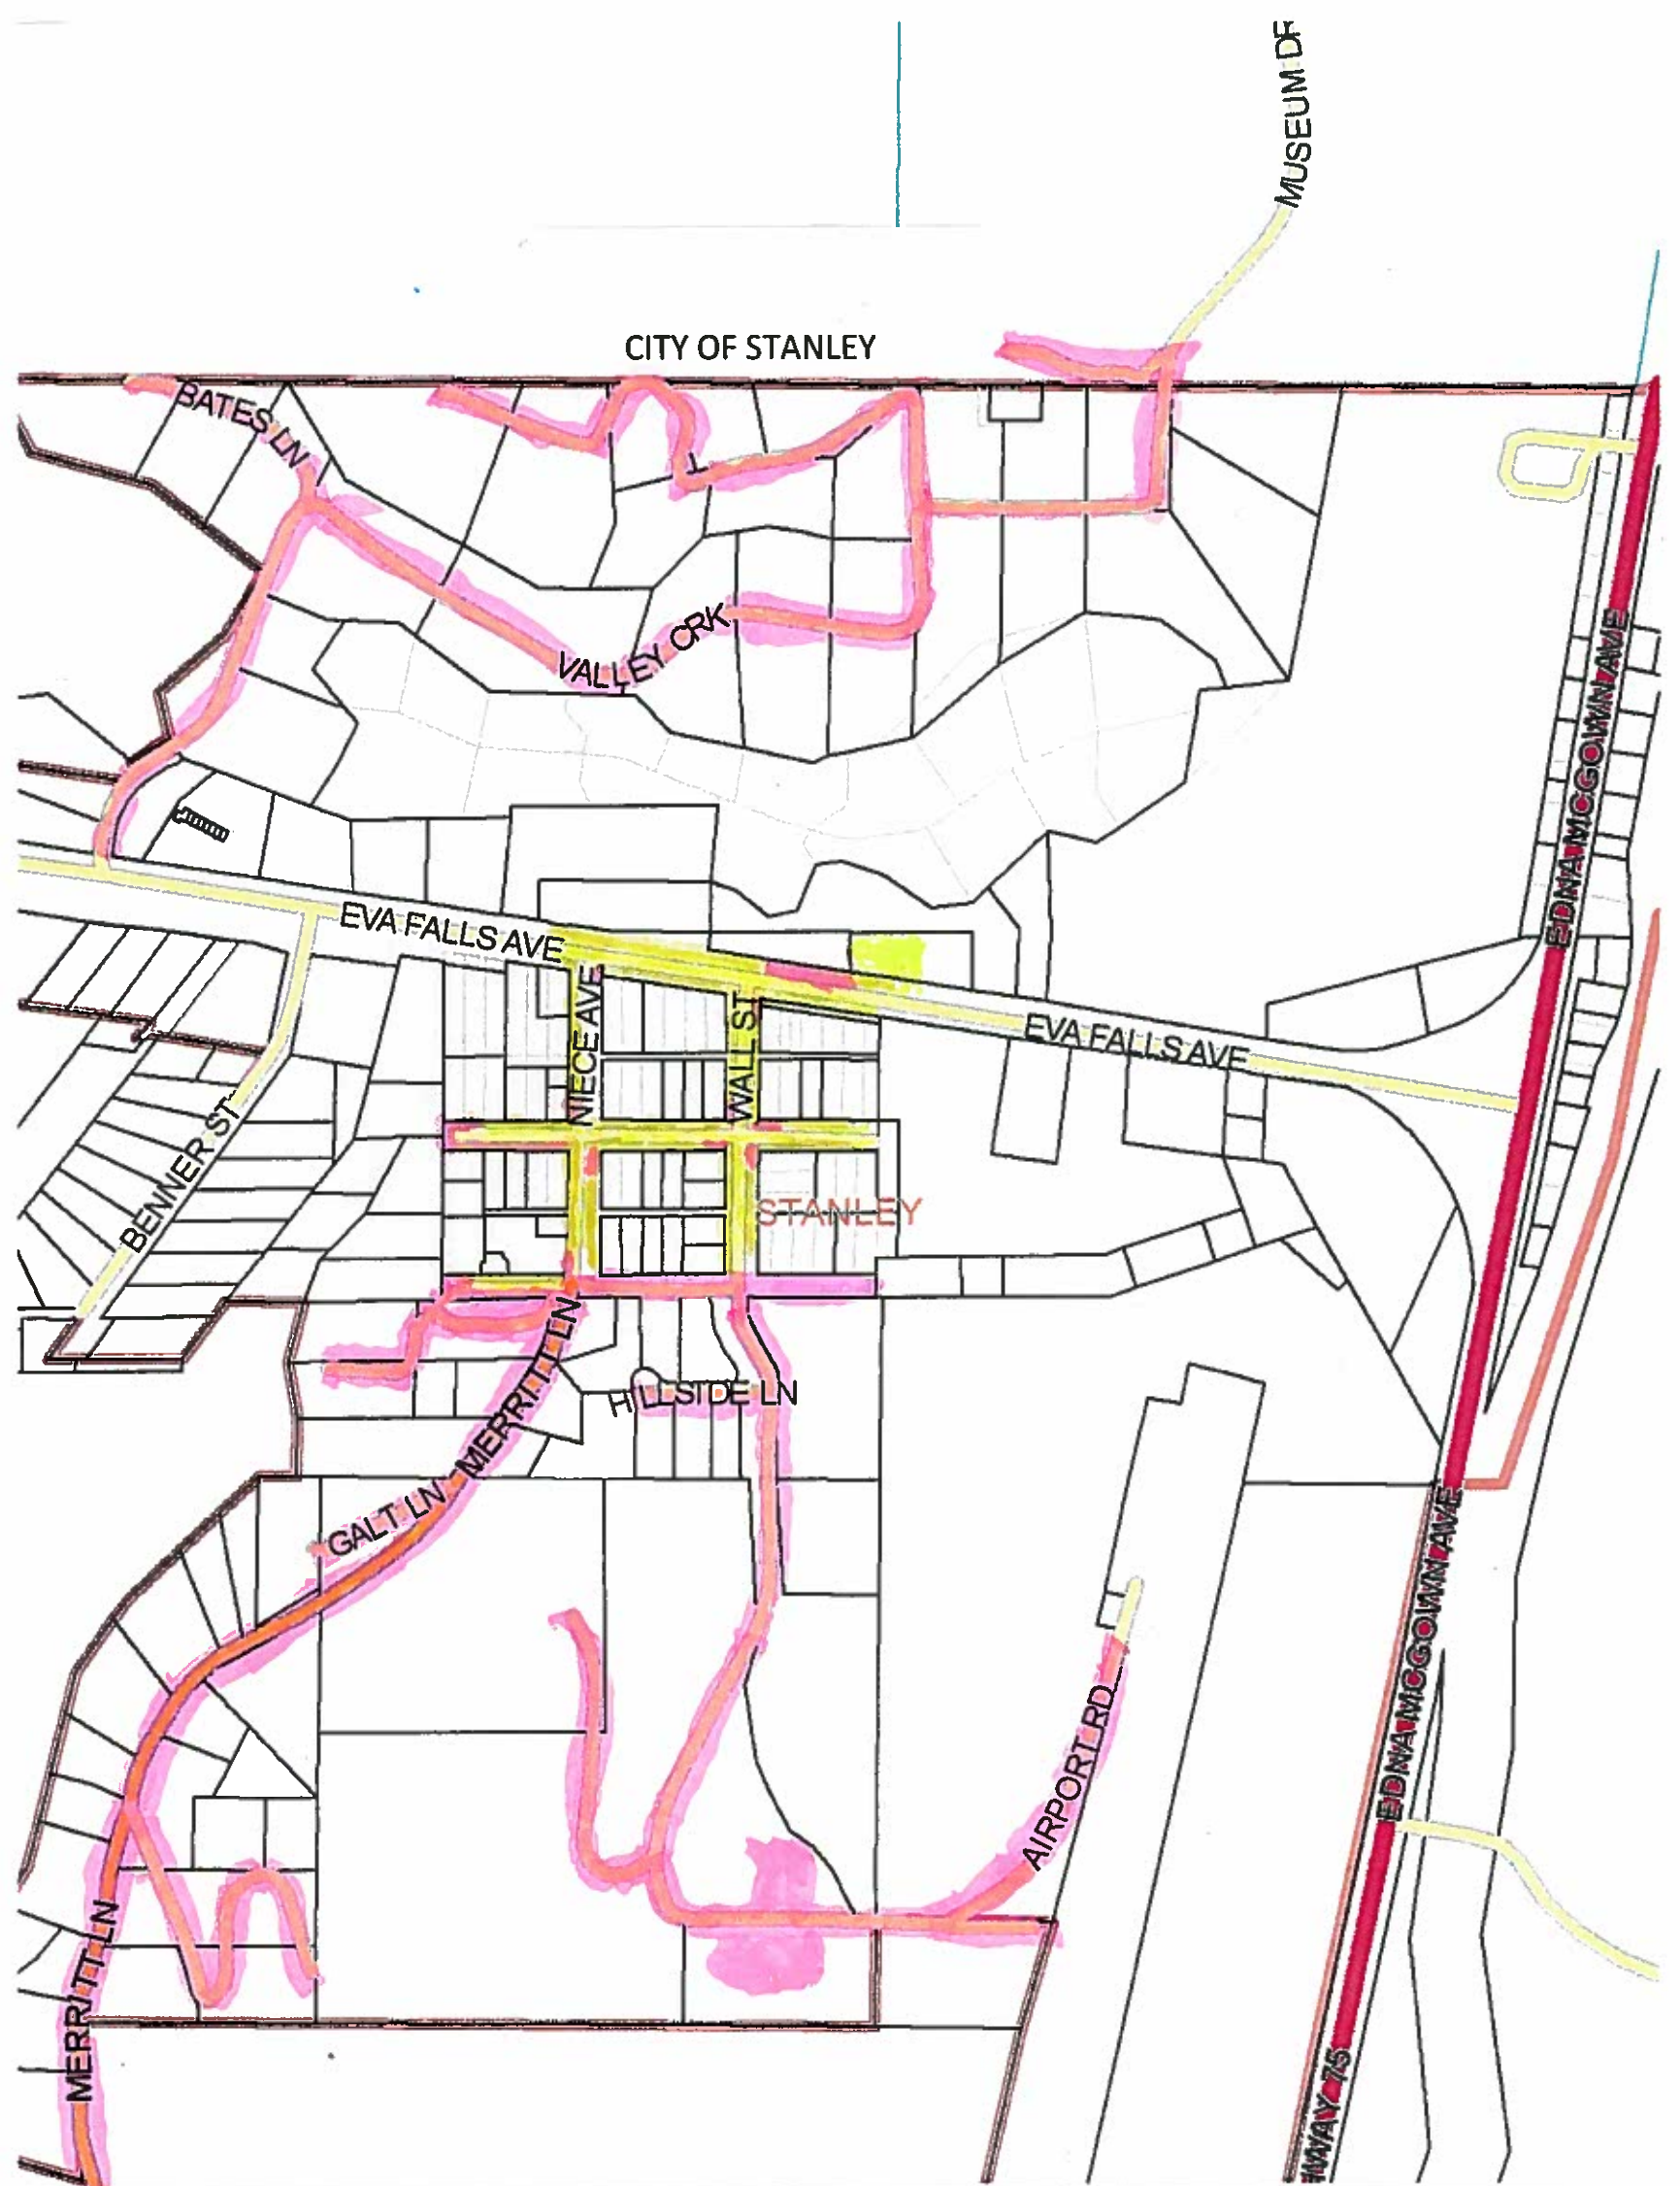 MUSEUM DR
CITY OF STANLEY
BATES LN
VALLEY CRK
EDNA MCGOWN AVE
EVA FALLS AVE
NIECE AVE
WALL ST
EVA FALLS AVE
BENNER ST
STANLEY
MERRITT LN
HILLSIDE LN
GALT LN
EDNA MCGOWN AVE
AIRPORT RD
MERRITT LN
WAY 75